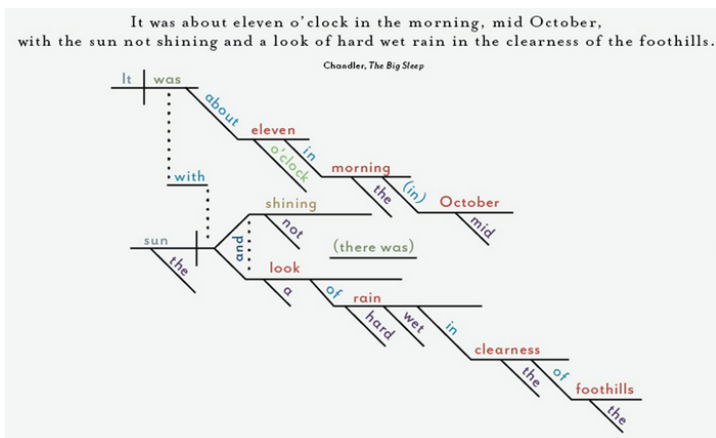 It was about eleven o'clock in the morning, mid October,
with the sun not shining and a look of hard wet rain in the clearness of the foothills.
Chandler, The Big Sleep
It was
about
eleven
o'clock
in
morning
the
(in)
October
mid
with
shining
not
sun
the
and
(there was)
look
a
of
rain
hard
wet
in
clearness
the
of
foothills
the